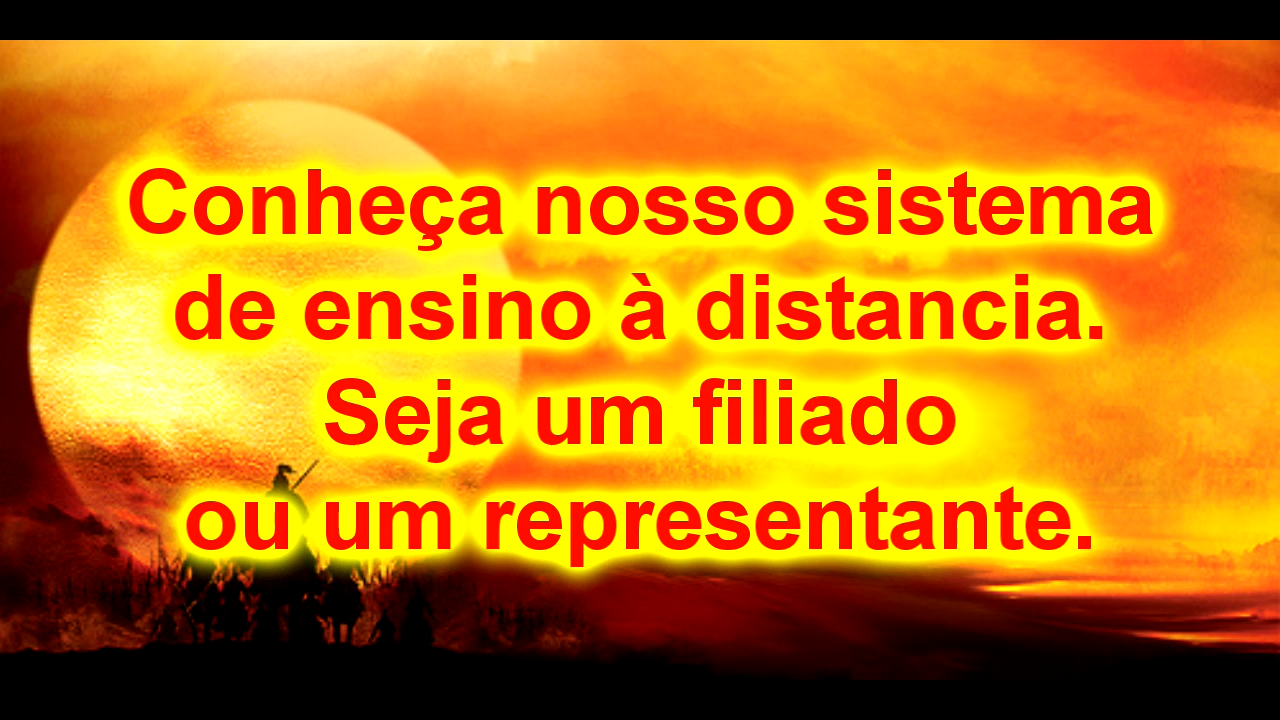 Conheça nosso sistema
de ensino à distancia.
Seja um filiado
ou um representante.